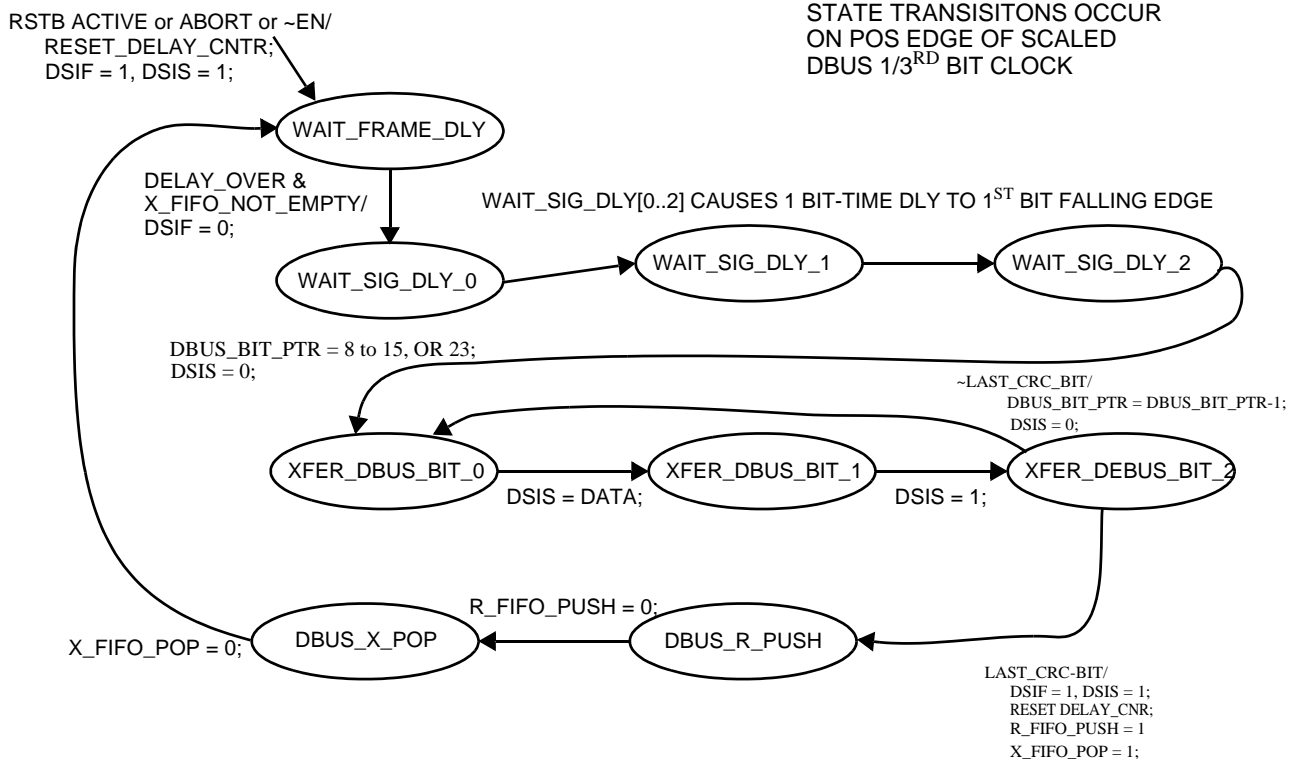 RSTB ACTIVE or ABORT or ~EN/
RESET_DELAY_CNTR;
DSIF = 1, DSIS = 1;
STATE TRANSISITONS OCCUR
ON POS EDGE OF SCALED
DBUS 1/3RD BIT CLOCK
WAIT_FRAME_DLY
DELAY_OVER &
X_FIFO_NOT_EMPTY/
DSIF = 0;
WAIT_SIG_DLY[0..2] CAUSES 1 BIT-TIME DLY TO 1ST BIT FALLING EDGE
WAIT_SIG_DLY_0
WAIT_SIG_DLY_1
WAIT_SIG_DLY_2
DBUS_BIT_PTR = 8 to 15, OR 23;
DSIS = 0;
~LAST_CRC_BIT/
DBUS_BIT_PTR = DBUS_BIT_PTR-1;
DSIS = 0;
XFER_DBUS_BIT_0
DSIS = DATA;
XFER_DBUS_BIT_1
DSIS = 1;
XFER_DEBUS_BIT_2
LAST_CRC-BIT/
DSIF = 1, DSIS = 1;
RESET DELAY_CNR;
R_FIFO_PUSH = 1
X_FIFO_POP = 1;
DBUS_R_PUSH
R_FIFO_PUSH = 0;
DBUS_X_POP
X_FIFO_POP = 0;